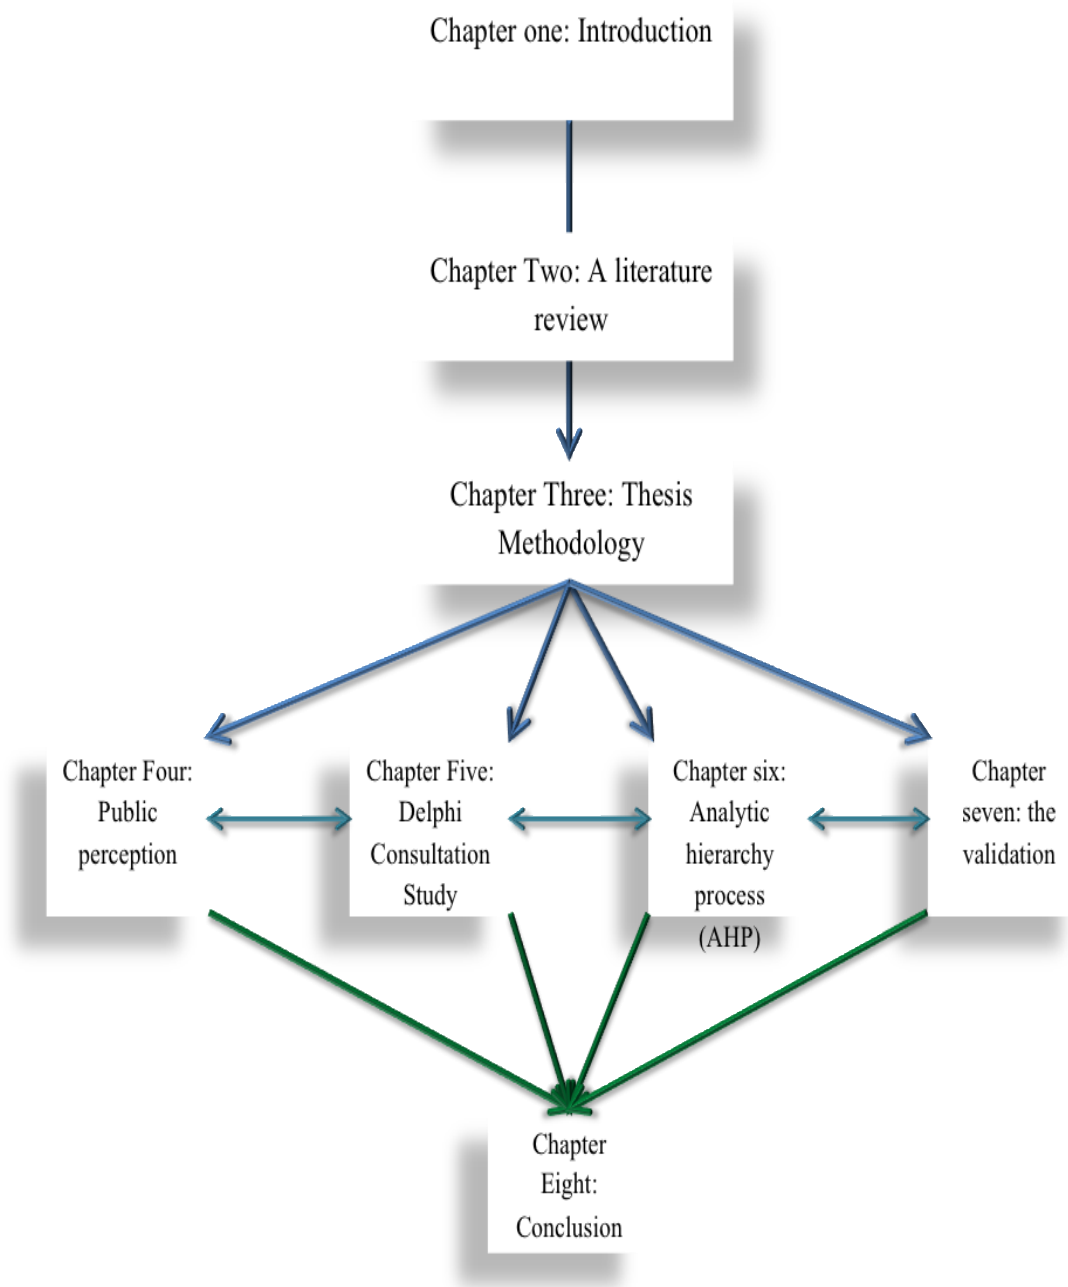 Chapter one: Introduction
Chapter Two: A literature
review
Chapter Three: Thesis
Methodology
Chapter Four:
Public
perception
Chapter Five:
Delphi
Consultation
Study
Chapter six:
Analytic
hierarchy
process
(AHP)
Chapter
seven: the
validation
Chapter
Eight:
Conclusion